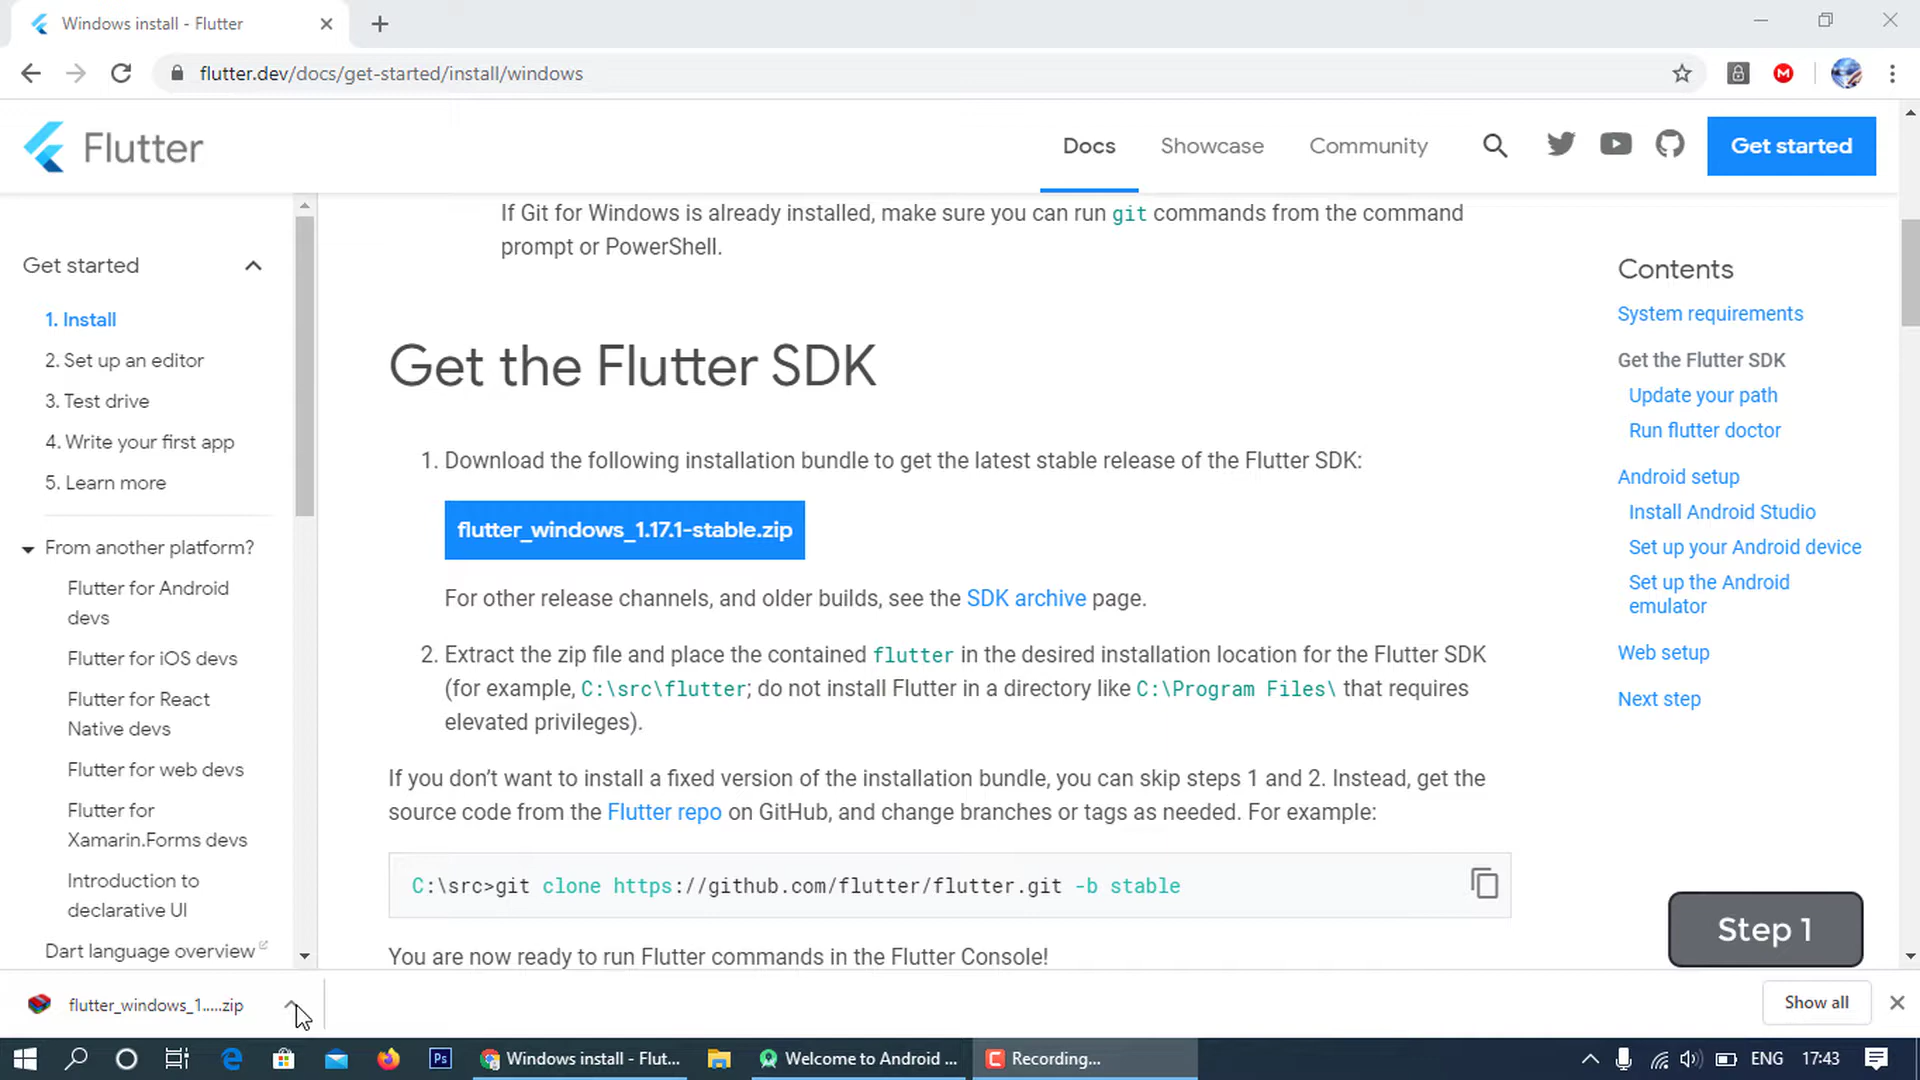 Windows install - Flutter
flutter.dev/docs/get-started/install/windows
Flutter
Docs
Showcase
Community
Get started
Get started
1. Install
2. Set up an editor
3. Test drive
4. Write your first app
5. Learn more
From another platform?
Flutter for Android
devs
Flutter for iOS devs
Flutter for React
Native devs
Flutter for web devs
Flutter for
Xamarin.Forms devs
Introduction to
declarative UI
Dart language overview
If Git for Windows is already installed, make sure you can run git commands from the command
prompt or PowerShell.
Get the Flutter SDK
1. Download the following installation bundle to get the latest stable release of the Flutter SDK:
flutter_windows_1.17.1-stable.zip
For other release channels, and older builds, see the SDK archive page.
2. Extract the zip file and place the contained flutter in the desired installation location for the Flutter SDK
(for example, C:\src\flutter; do not install Flutter in a directory like C:\Program Files\ that requires
elevated privileges).
If you don’t want to install a fixed version of the installation bundle, you can skip steps 1 and 2. Instead, get the
source code from the Flutter repo on GitHub, and change branches or tags as needed. For example:
C:\src>git clone https://github.com/flutter/flutter.git -b stable
You are now ready to run Flutter commands in the Flutter Console!
Contents
System requirements
Get the Flutter SDK
Update your path
Run flutter doctor
Android setup
Install Android Studio
Set up your Android device
Set up the Android
emulator
Web setup
Next step
Step 1
flutter_windows_1.....zip
Show all
Ps
Windows install - Flut...
Welcome to Android ...
Recording...
ENG
17:43